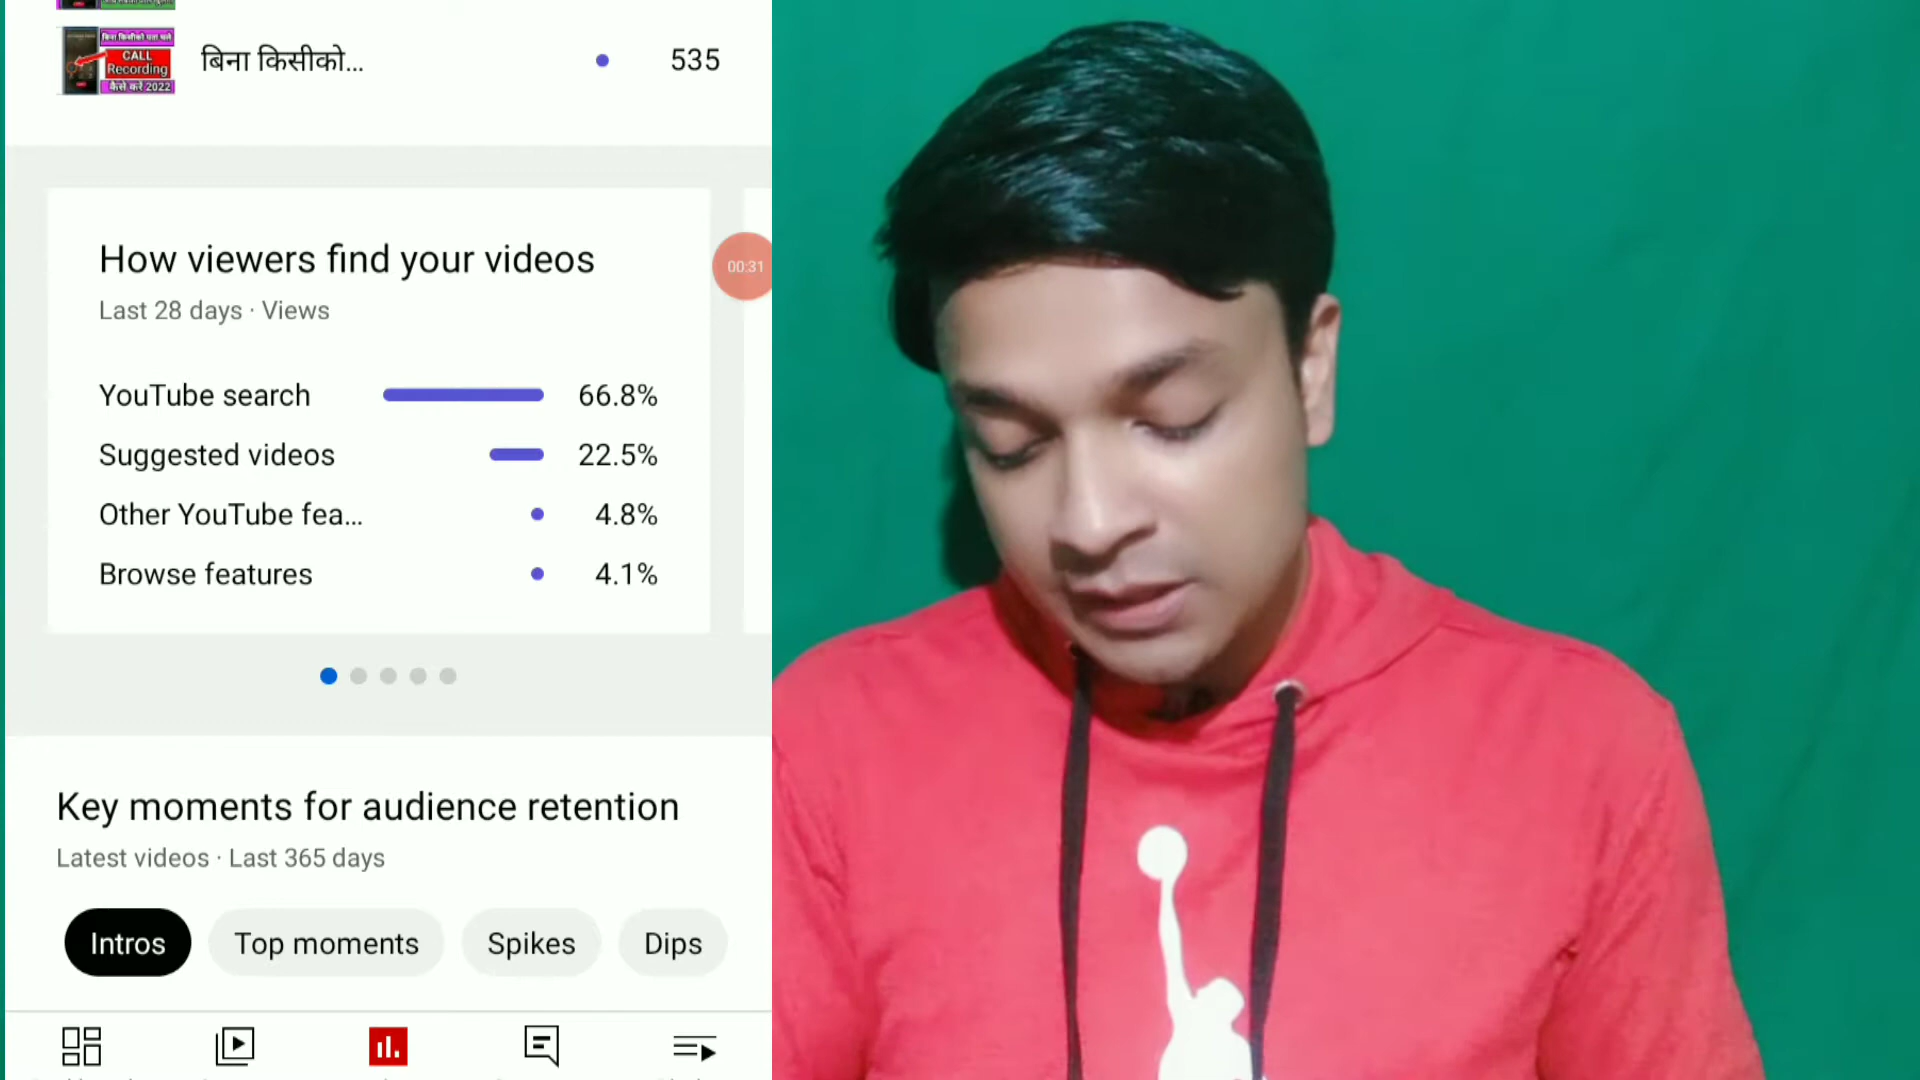 बिना किसीको पता चले
CALL
Recording
कैसे करें 2022
बिना किसीको...
535
How viewers find your videos
Last 28 days · Views
00:31
YouTube search 66.8%
Suggested videos 22.5%
Other YouTube fea... 4.8%
Browse features 4.1%
Key moments for audience retention
Latest videos · Last 365 days
Intros
Top moments
Spikes
Dips